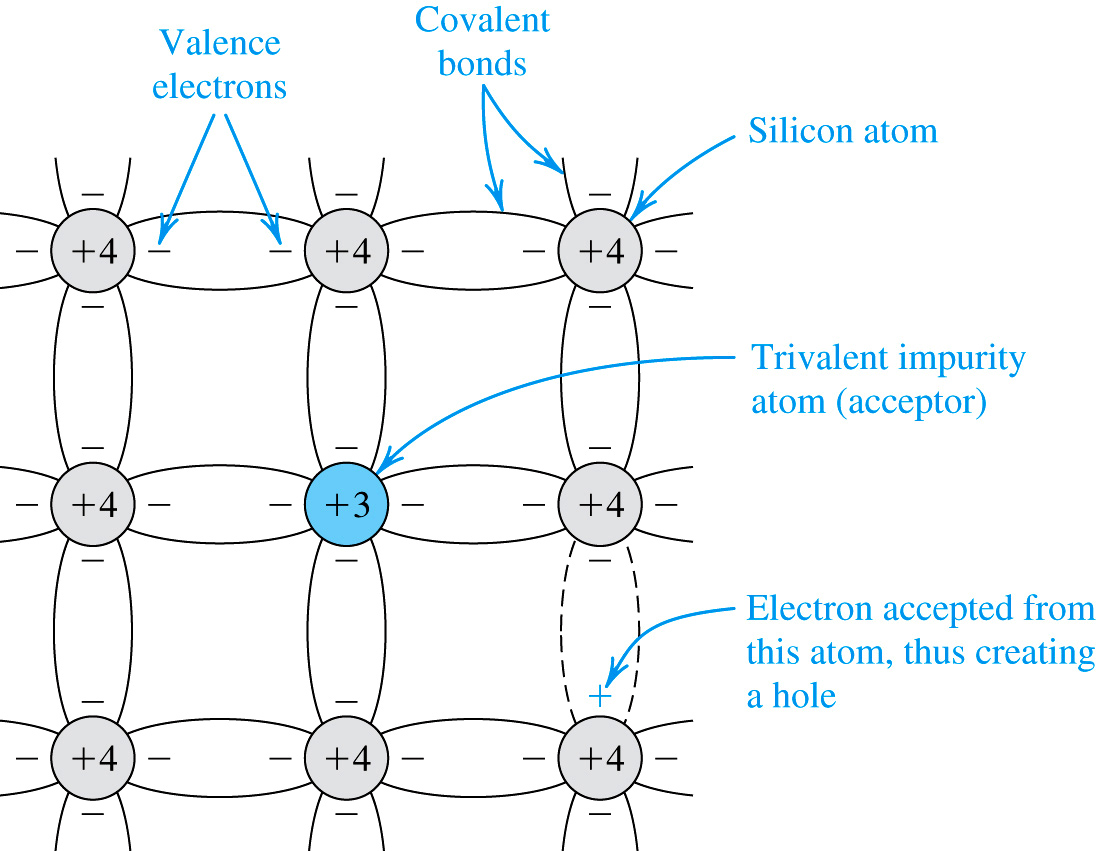 Covalent
bonds
Valence
electrons
Silicon atom
− − −
− +4 − − +4 − − +4 −
− − −
Trivalent impurity
atom (acceptor)
− − −
− +4 − − +3 − − +4 −
− − −
Electron accepted from
this atom, thus creating
a hole
− − +
− +4 − − +4 − − +4 −
− − −